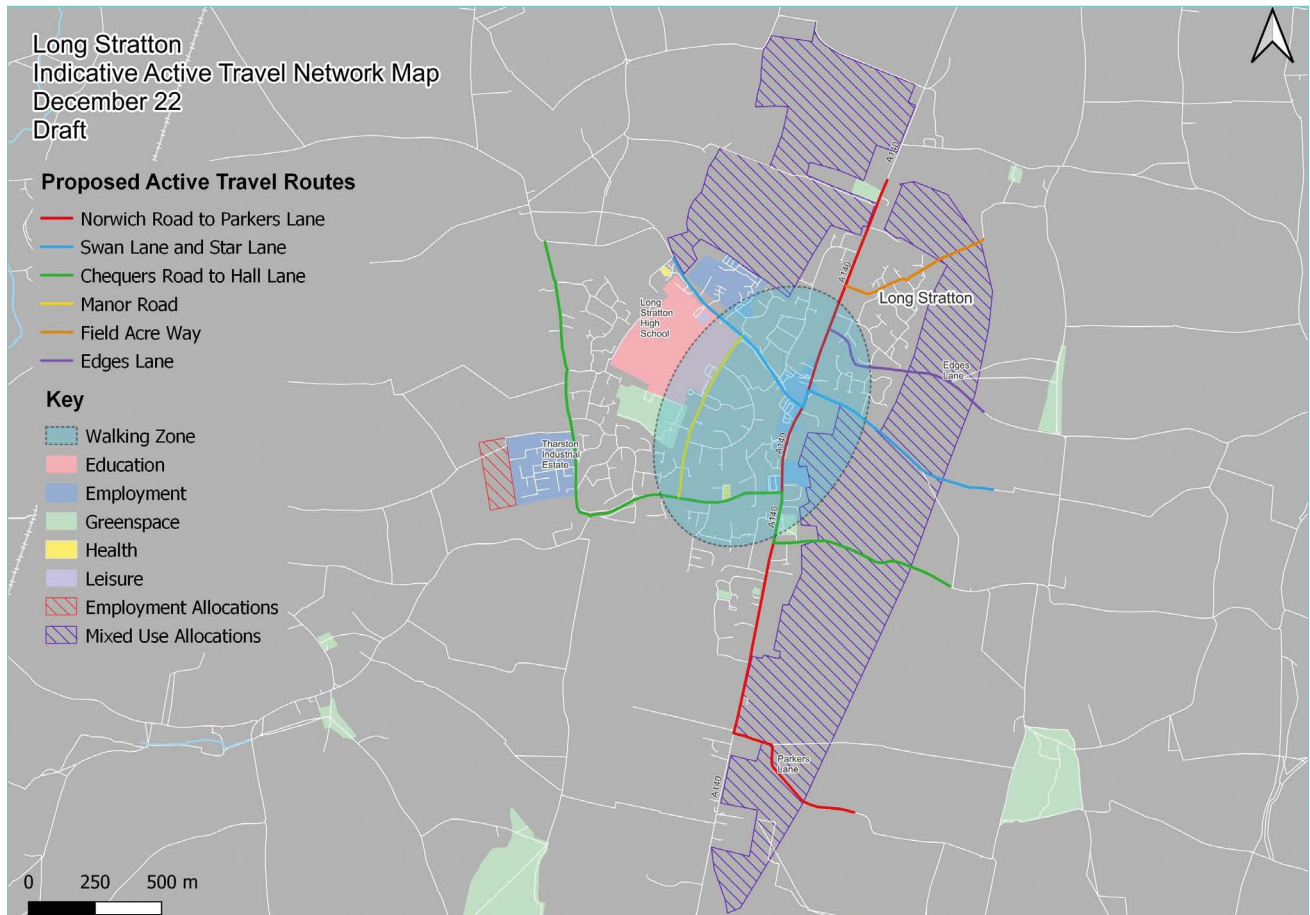 Long Stratton
Indicative Active Travel Network Map
December 22
Draft
Proposed Active Travel Routes
Norwich Road to Parkers Lane
Swan Lane and Star Lane
Chequers Road to Hall Lane
Manor Road
Field Acre Way
Edges Lane
Key
Walking Zone
Education
Employment
Greenspace
Health
Leisure
Employment Allocations
Mixed Use Allocations
0 250 500 m
A140
A140
Long Stratton
Long
Stratton
High
School
Edges
Lane
Tharston
Industrial
Estate
A140
A140
Parkers
Lane
A140